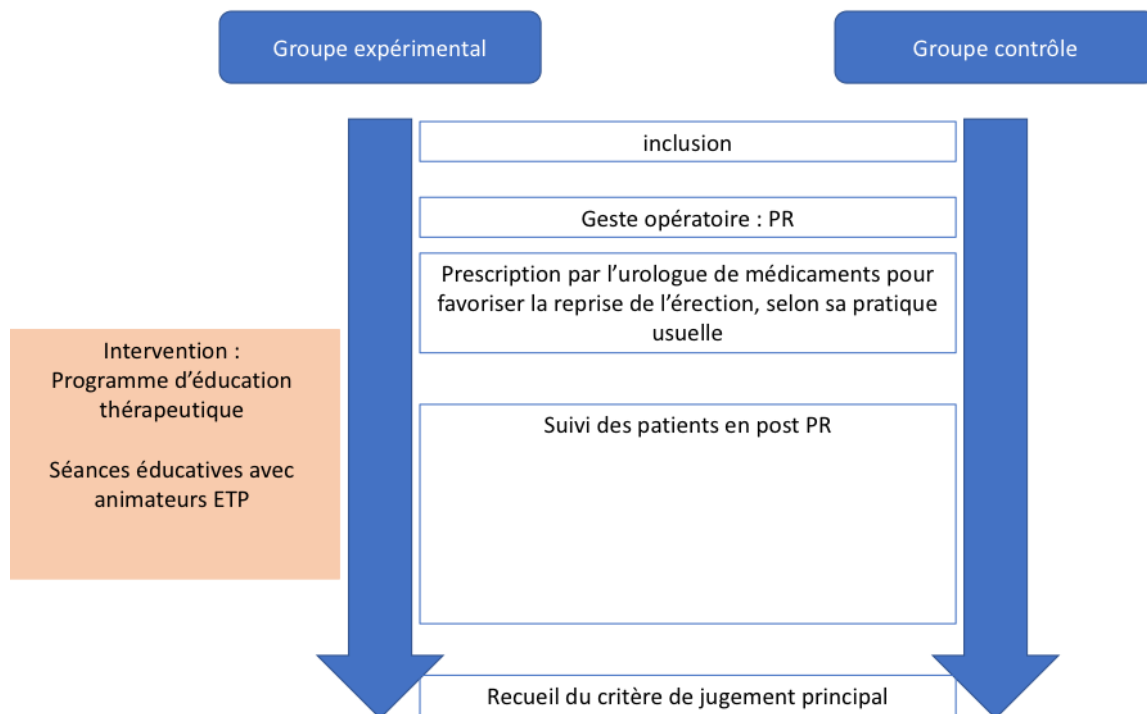 Groupe expérimental
Groupe contrôle
inclusion
Geste opératoire : PR
Prescription par l’urologue de médicaments pour
favoriser la reprise de l’érection, selon sa pratique
usuelle
Intervention :
Programme d’éducation
thérapeutique
Séances éducatives avec
animateurs ETP
Suivi des patients en post PR
Recueil du critère de jugement principal